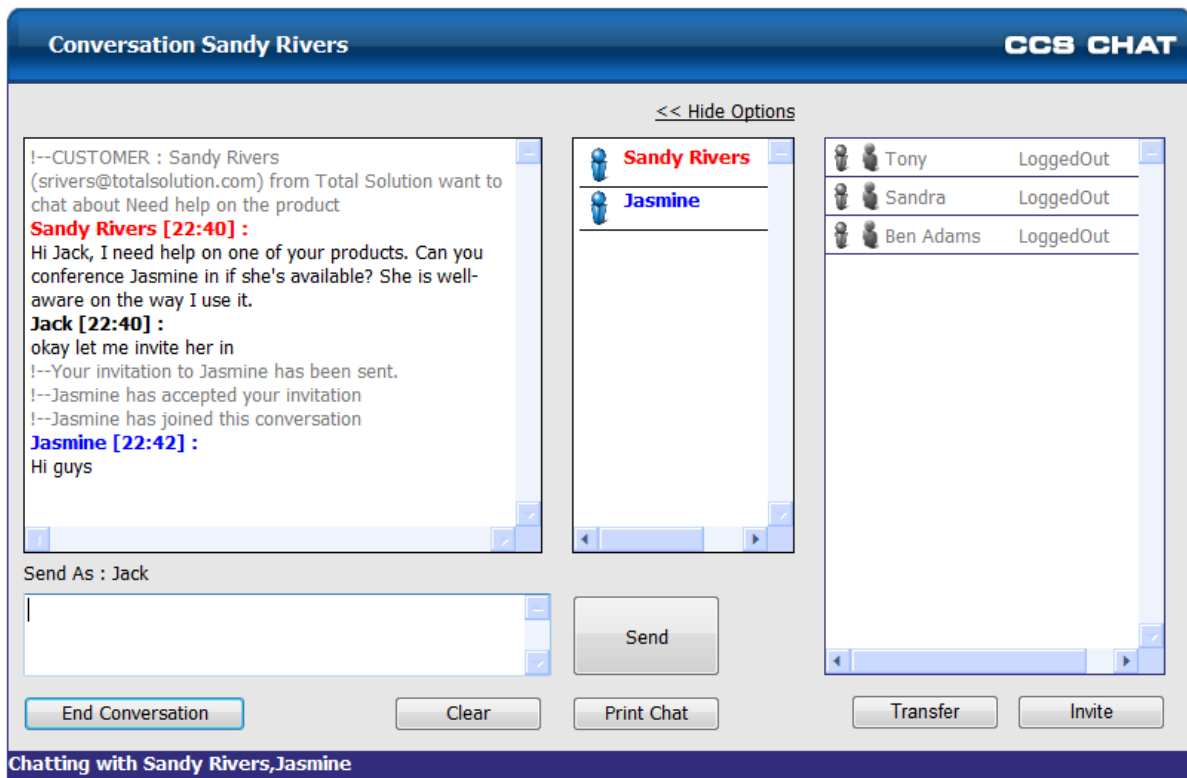 Conversation Sandy Rivers
CCS CHAT
<< Hide Options
!--CUSTOMER : Sandy Rivers
(srivers@totalsolution.com) from Total Solution want to
chat about Need help on the product
Sandy Rivers [22:40] :
Hi Jack, I need help on one of your products. Can you
conference Jasmine in if she's available? She is well-
aware on the way I use it.
Jack [22:40] :
okay let me invite her in
!--Your invitation to Jasmine has been sent.
!--Jasmine has accepted your invitation
!--Jasmine has joined this conversation
Jasmine [22:42] :
Hi guys
Sandy Rivers
Jasmine
Tony LoggedOut
Sandra LoggedOut
Ben Adams LoggedOut
Send As : Jack
Send
End Conversation
Clear
Print Chat
Transfer
Invite
Chatting with Sandy Rivers,Jasmine